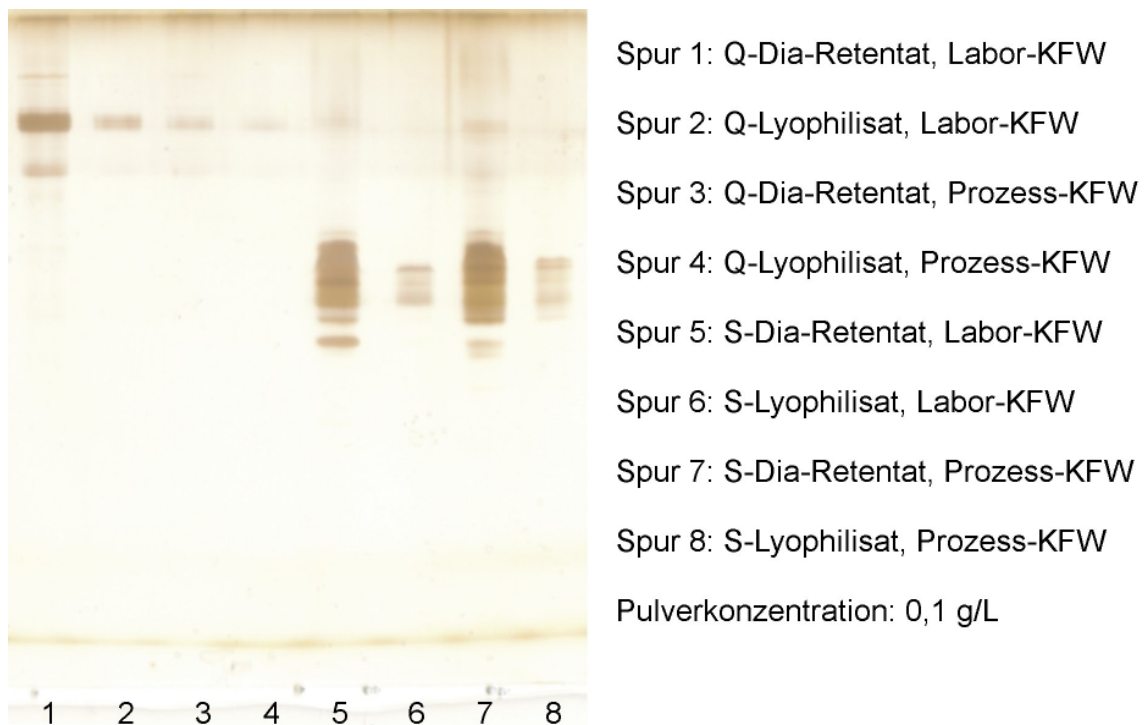 Spur 1: Q-Dia-Retentat, Labor-KFW
Spur 2: Q-Lyophilisat, Labor-KFW
Spur 3: Q-Dia-Retentat, Prozess-KFW
Spur 4: Q-Lyophilisat, Prozess-KFW
Spur 5: S-Dia-Retentat, Labor-KFW
Spur 6: S-Lyophilisat, Labor-KFW
Spur 7: S-Dia-Retentat, Prozess-KFW
Spur 8: S-Lyophilisat, Prozess-KFW
Pulverkonzentration: 0,1 g/L
1 2 3 4 5 6 7 8